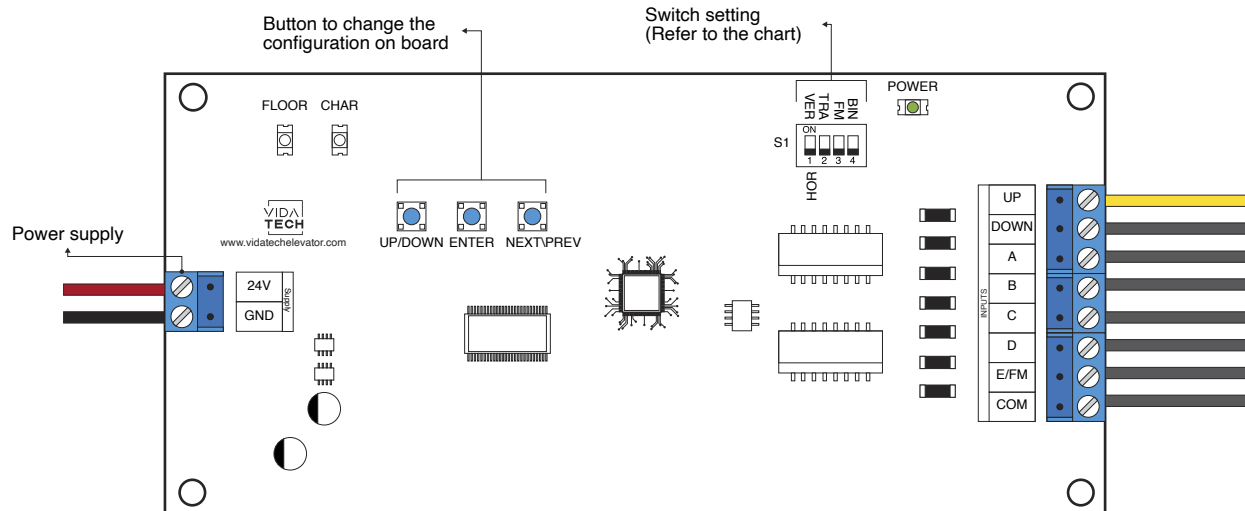 Button to change the
configuration on board
Switch setting
(Refer to the chart)
FLOOR
CHAR
VER
TRA
FM
BIN
POWER
S1
ON
1 2 3 4
HOR
VIDA
TECH
www.vidatechelevator.com
UP/DOWN
ENTER
NEXT\PREV
Power supply
24V
GND
Supply
INPUTS
UP
DOWN
A
B
C
D
E/FM
COM